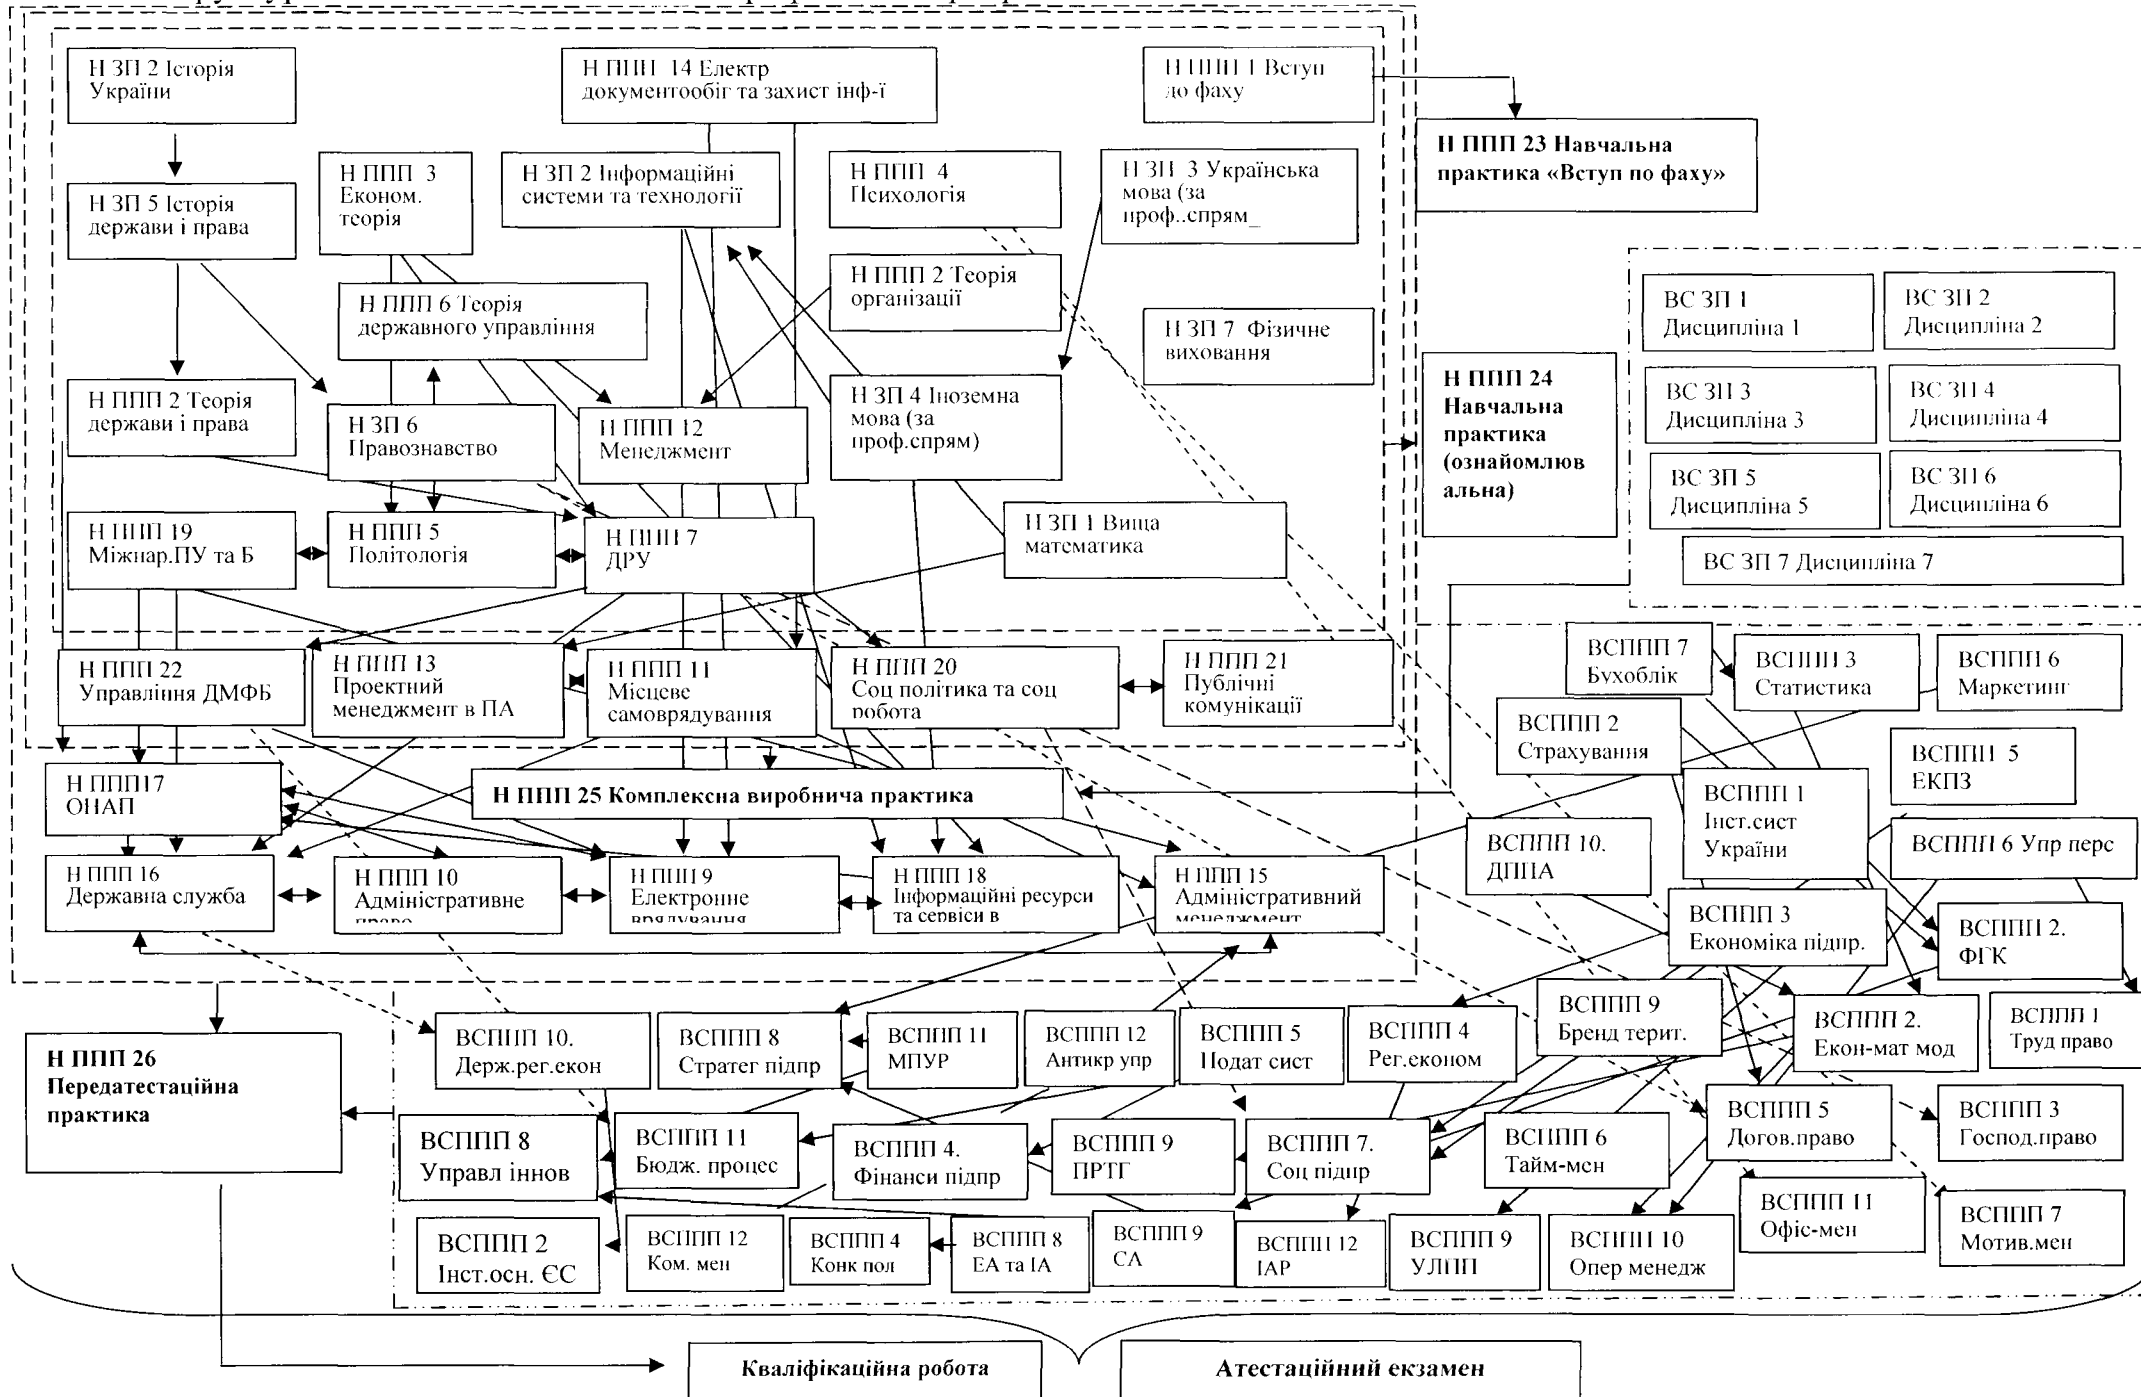 Н ЗП 2 Історія
України
Н ППП 14 Електр
документообіг та захист інф-ї
Н ППП 1 Вступ
до фаху
Н ППП 23 Навчальна
практика «Вступ по фаху»
Н ЗП 5 Історія
держави і права
Н ППП 3
Економ.
теорія
Н ЗП 2 Інформаційні
системи та технології
Н ППП 4
Психологія
Н ЗП 3 Українська
мова (за
проф..спрям_
Н ППП 6 Теорія
державного управління
Н ППП 2 Теорія
організації
Н ЗП 7 Фізичне
виховання
ВС ЗП 1
Дисципліна 1
ВС ЗП 2
Дисципліна 2
Н ППП 2 Теорія
держави і права
Н ЗП 6
Правознавство
Н ППП 12
Менеджмент
Н ЗП 4 Іноземна
мова (за
проф.спрям)
Н ППП 24
Навчальна
практика
(ознайомлюв
альна)
ВС ЗП 3
Дисципліна 3
ВС ЗП 4
Дисципліна 4
ВС ЗП 5
Дисципліна 5
ВС ЗП 6
Дисципліна 6
ВС ЗП 7 Дисципліна 7
Н ППП 19
Міжнар.ПУ та Б
Н ППП 5
Політологія
Н ППП 7
ДРУ
Н ЗП 1 Вища
математика
Н ППП 22
Управління ДМФБ
Н ППП 13
Проектний
менеджмент в ПА
Н ППП 11
Місцеве
самоврядування
Н ППП 20
Соц політика та соц
робота
Н ППП 21
Публічні
комунікації
ВСППП 7
Бухоблік
ВСППП 3
Статистика
ВСППП 6
Маркетинг
ВСППП 2
Страхування
ВСППП 5
ЕКПЗ
Н ППП17
ОНАП
Н ППП 25 Комплексна виробнича практика
ВСППП 1
Інст.сист
України
ВСППП 10.
ДППА
ВСППП 6 Упр перс
Н ППП 16
Державна служба
Н ППП 10
Адміністративне
право
Н ППП 9
Електронне
врядування
Н ППП 18
Інформаційні ресурси
та сервіси в
Н ППП 15
Адміністративний
менеджмент
ВСППП 3
Економіка підпр.
ВСППП 2.
ФГК
Н ППП 26
Передатестаційна
практика
ВСППП 10.
Держ.рег.екон
ВСППП 8
Стратег підпр
ВСППП 11
МПУР
ВСППП 12
Антикр упр
ВСППП 5
Подат сист
ВСППП 4
Рег.економ
ВСППП 9
Бренд терит.
ВСППП 2.
Екон-мат мод
ВСППП 1
Труд право
ВСППП 8
Управл іннов
ВСППП 11
Бюдж. процес
ВСППП 4.
Фінанси підпр
ВСППП 9
ПРТГ
ВСППП 7.
Соц підпр
ВСППП 6
Тайм-мен
ВСППП 5
Догов.право
ВСППП 3
Господ.право
ВСППП 2
Інст.осн. ЄС
ВСППП 12
Ком. мен
ВСППП 4
Конк пол
ВСППП 8
ЕА та ІА
ВСППП 9
СА
ВСППП 12
ІАР
ВСППП 9
УЛПП
ВСППП 10
Опер менедж
ВСППП 11
Офіс-мен
ВСППП 7
Мотив.мен
Кваліфікаційна робота
Атестаційний екзамен